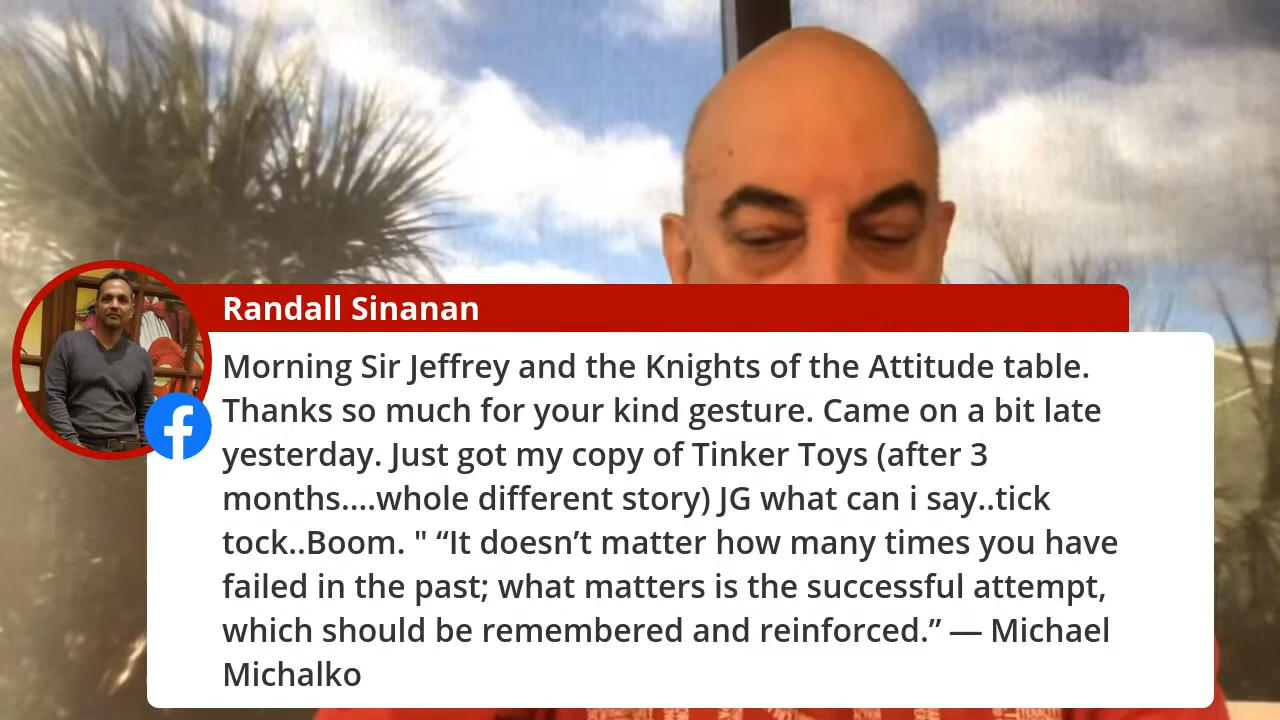 Randall Sinanan
Morning Sir Jeffrey and the Knights of the Attitude table.
Thanks so much for your kind gesture. Came on a bit late
yesterday. Just got my copy of Tinker Toys (after 3
months....whole different story) JG what can i say..tick
tock..Boom. " “It doesn’t matter how many times you have
failed in the past; what matters is the successful attempt,
which should be remembered and reinforced.” — Michael
Michalko